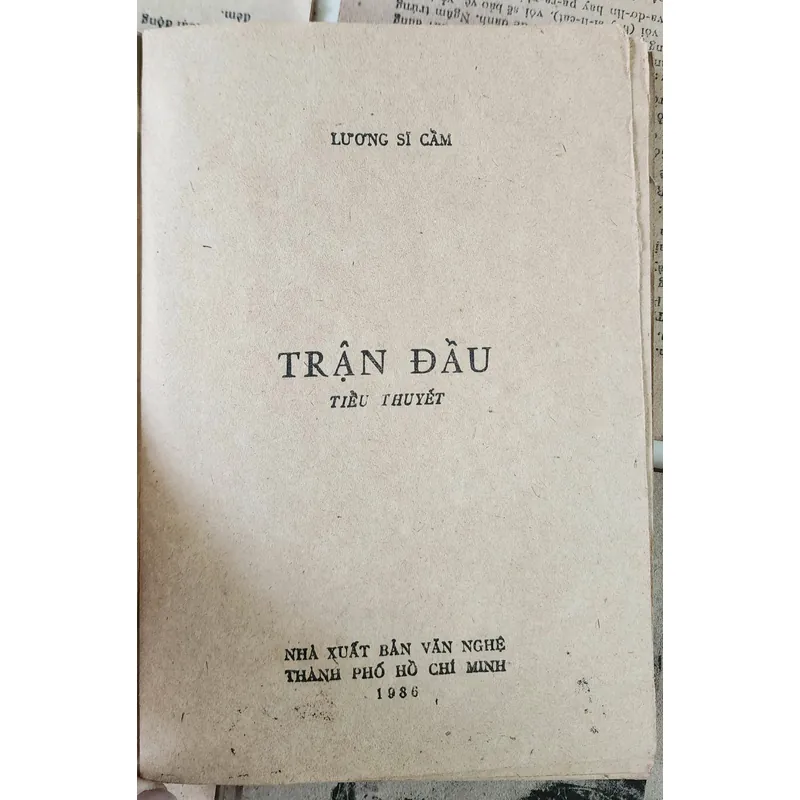 LƯƠNG SĨ CẦM
TRẬN ĐẦU
TIỂU THUYẾT
NHÀ XUẤT BẢN VĂN NGHỆ
THÀNH PHỐ HỒ CHÍ MINH
1986